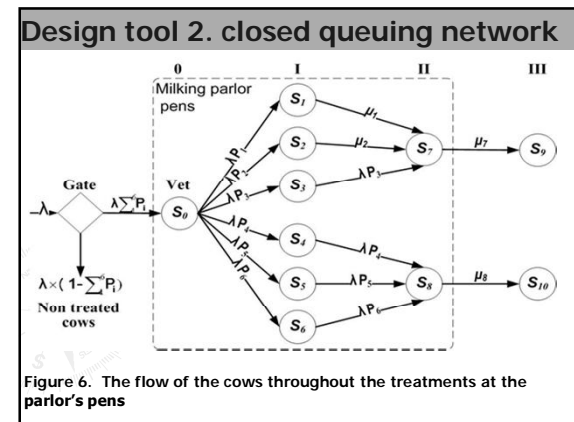 Design tool 2. closed queuing network
0 I II III
Milking parlor
pens
Gate
Vet
λ
λ∑Pᵢ
S₀
λP₁
λP₂
λP₃
λP₄
λP₅
λP₆
S₁
S₂
S₃
S₄
S₅
S₆
μ₁
μ₂
λP₃
λP₄
λP₅
λP₆
S₇
S₈
μ₇
μ₈
S₉
S₁₀
λ×(1-∑Pᵢ)
Non treated
cows
Figure 6. The flow of the cows throughout the treatments at the
parlor's pens